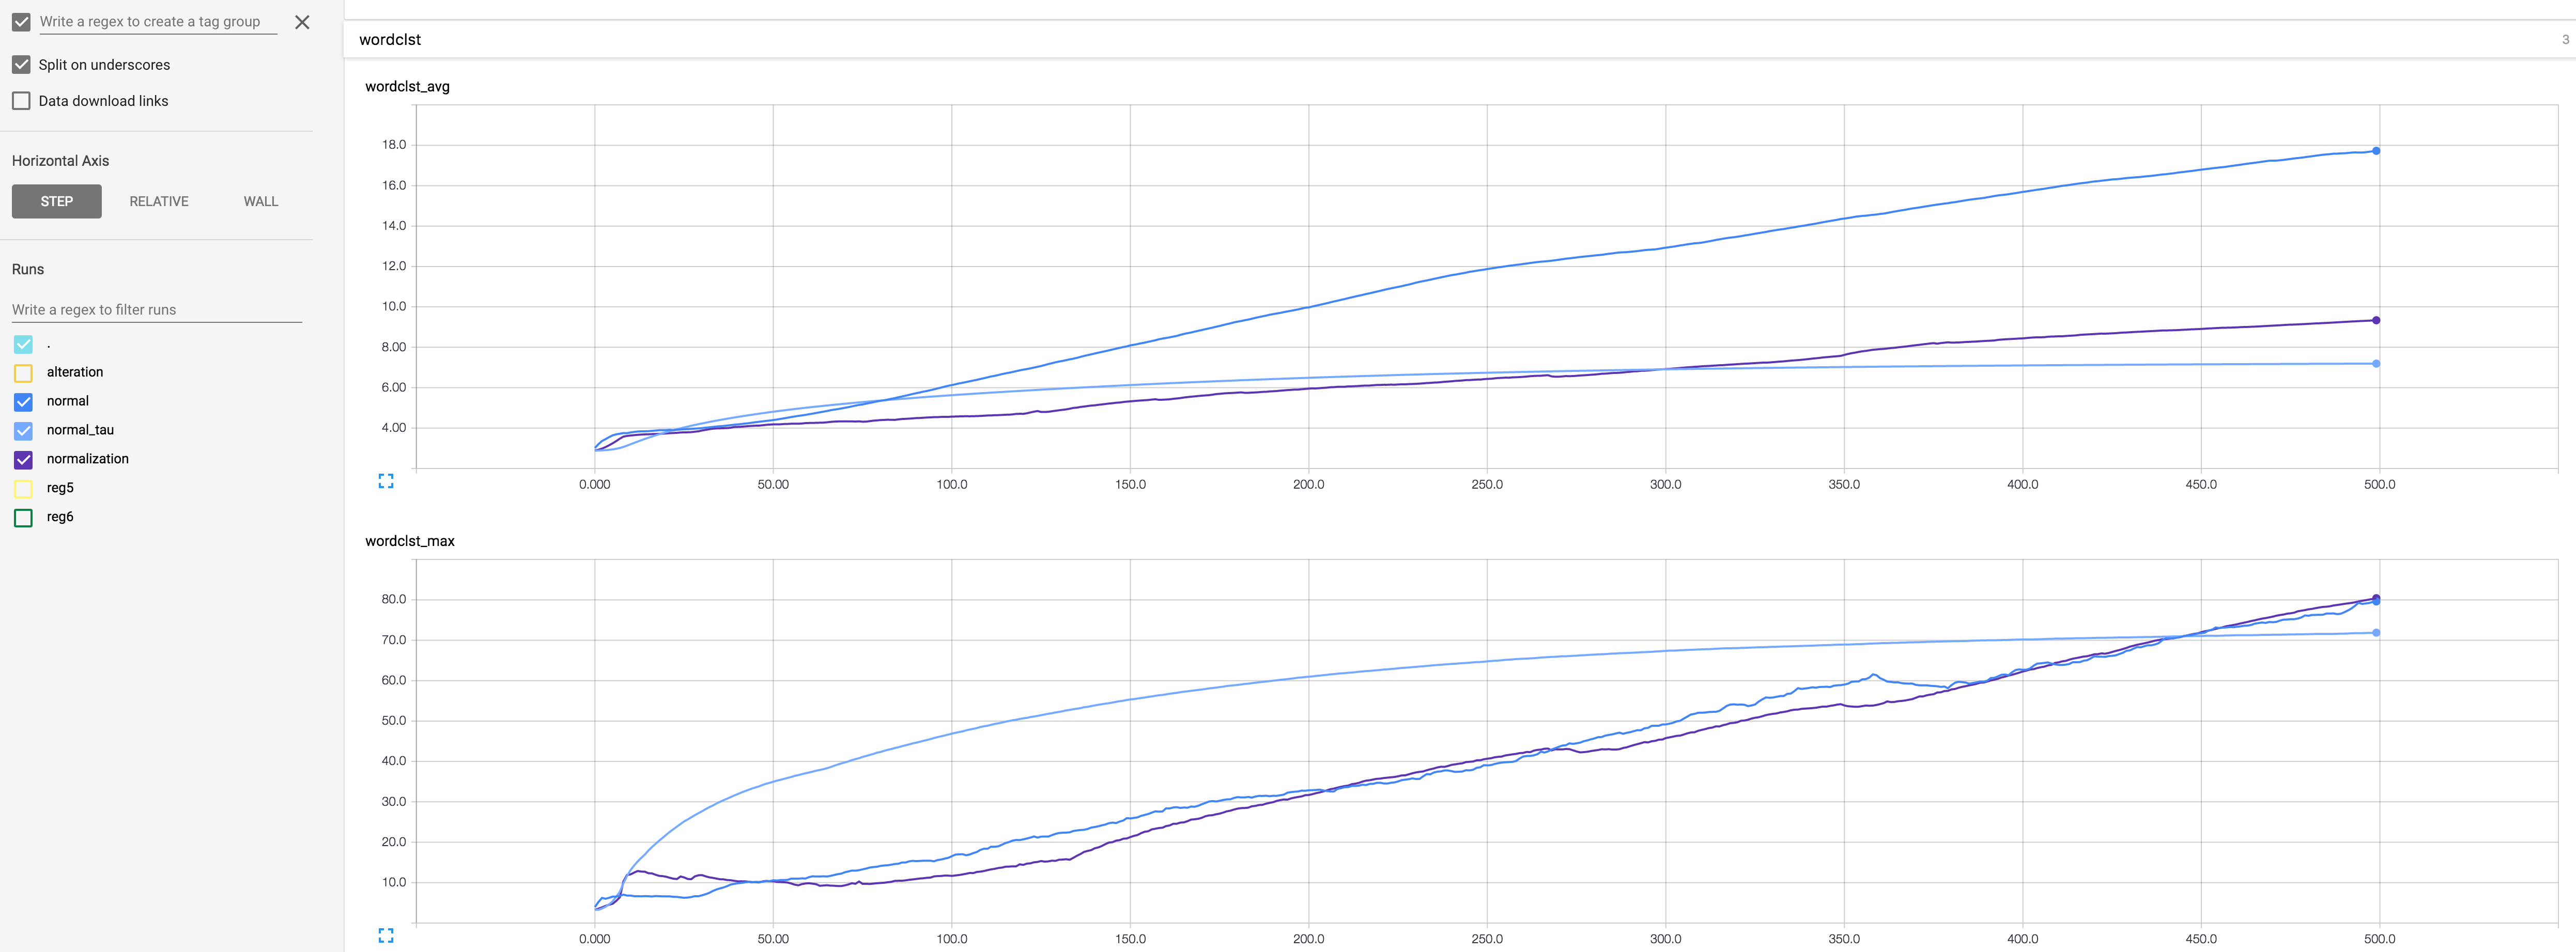 Write a regex to create a tag group
Split on underscores
Data download links
Horizontal Axis
STEP RELATIVE WALL
Runs
Write a regex to filter runs
.
alteration
normal
normal_tau
normalization
reg5
reg6
wordclst 3
wordclst_avg
18.0
16.0
14.0
12.0
10.0
8.00
6.00
4.00
0.000 50.00 100.0 150.0 200.0 250.0 300.0 350.0 400.0 450.0 500.0
wordclst_max
80.0
70.0
60.0
50.0
40.0
30.0
20.0
10.0
0.000 50.00 100.0 150.0 200.0 250.0 300.0 350.0 400.0 450.0 500.0